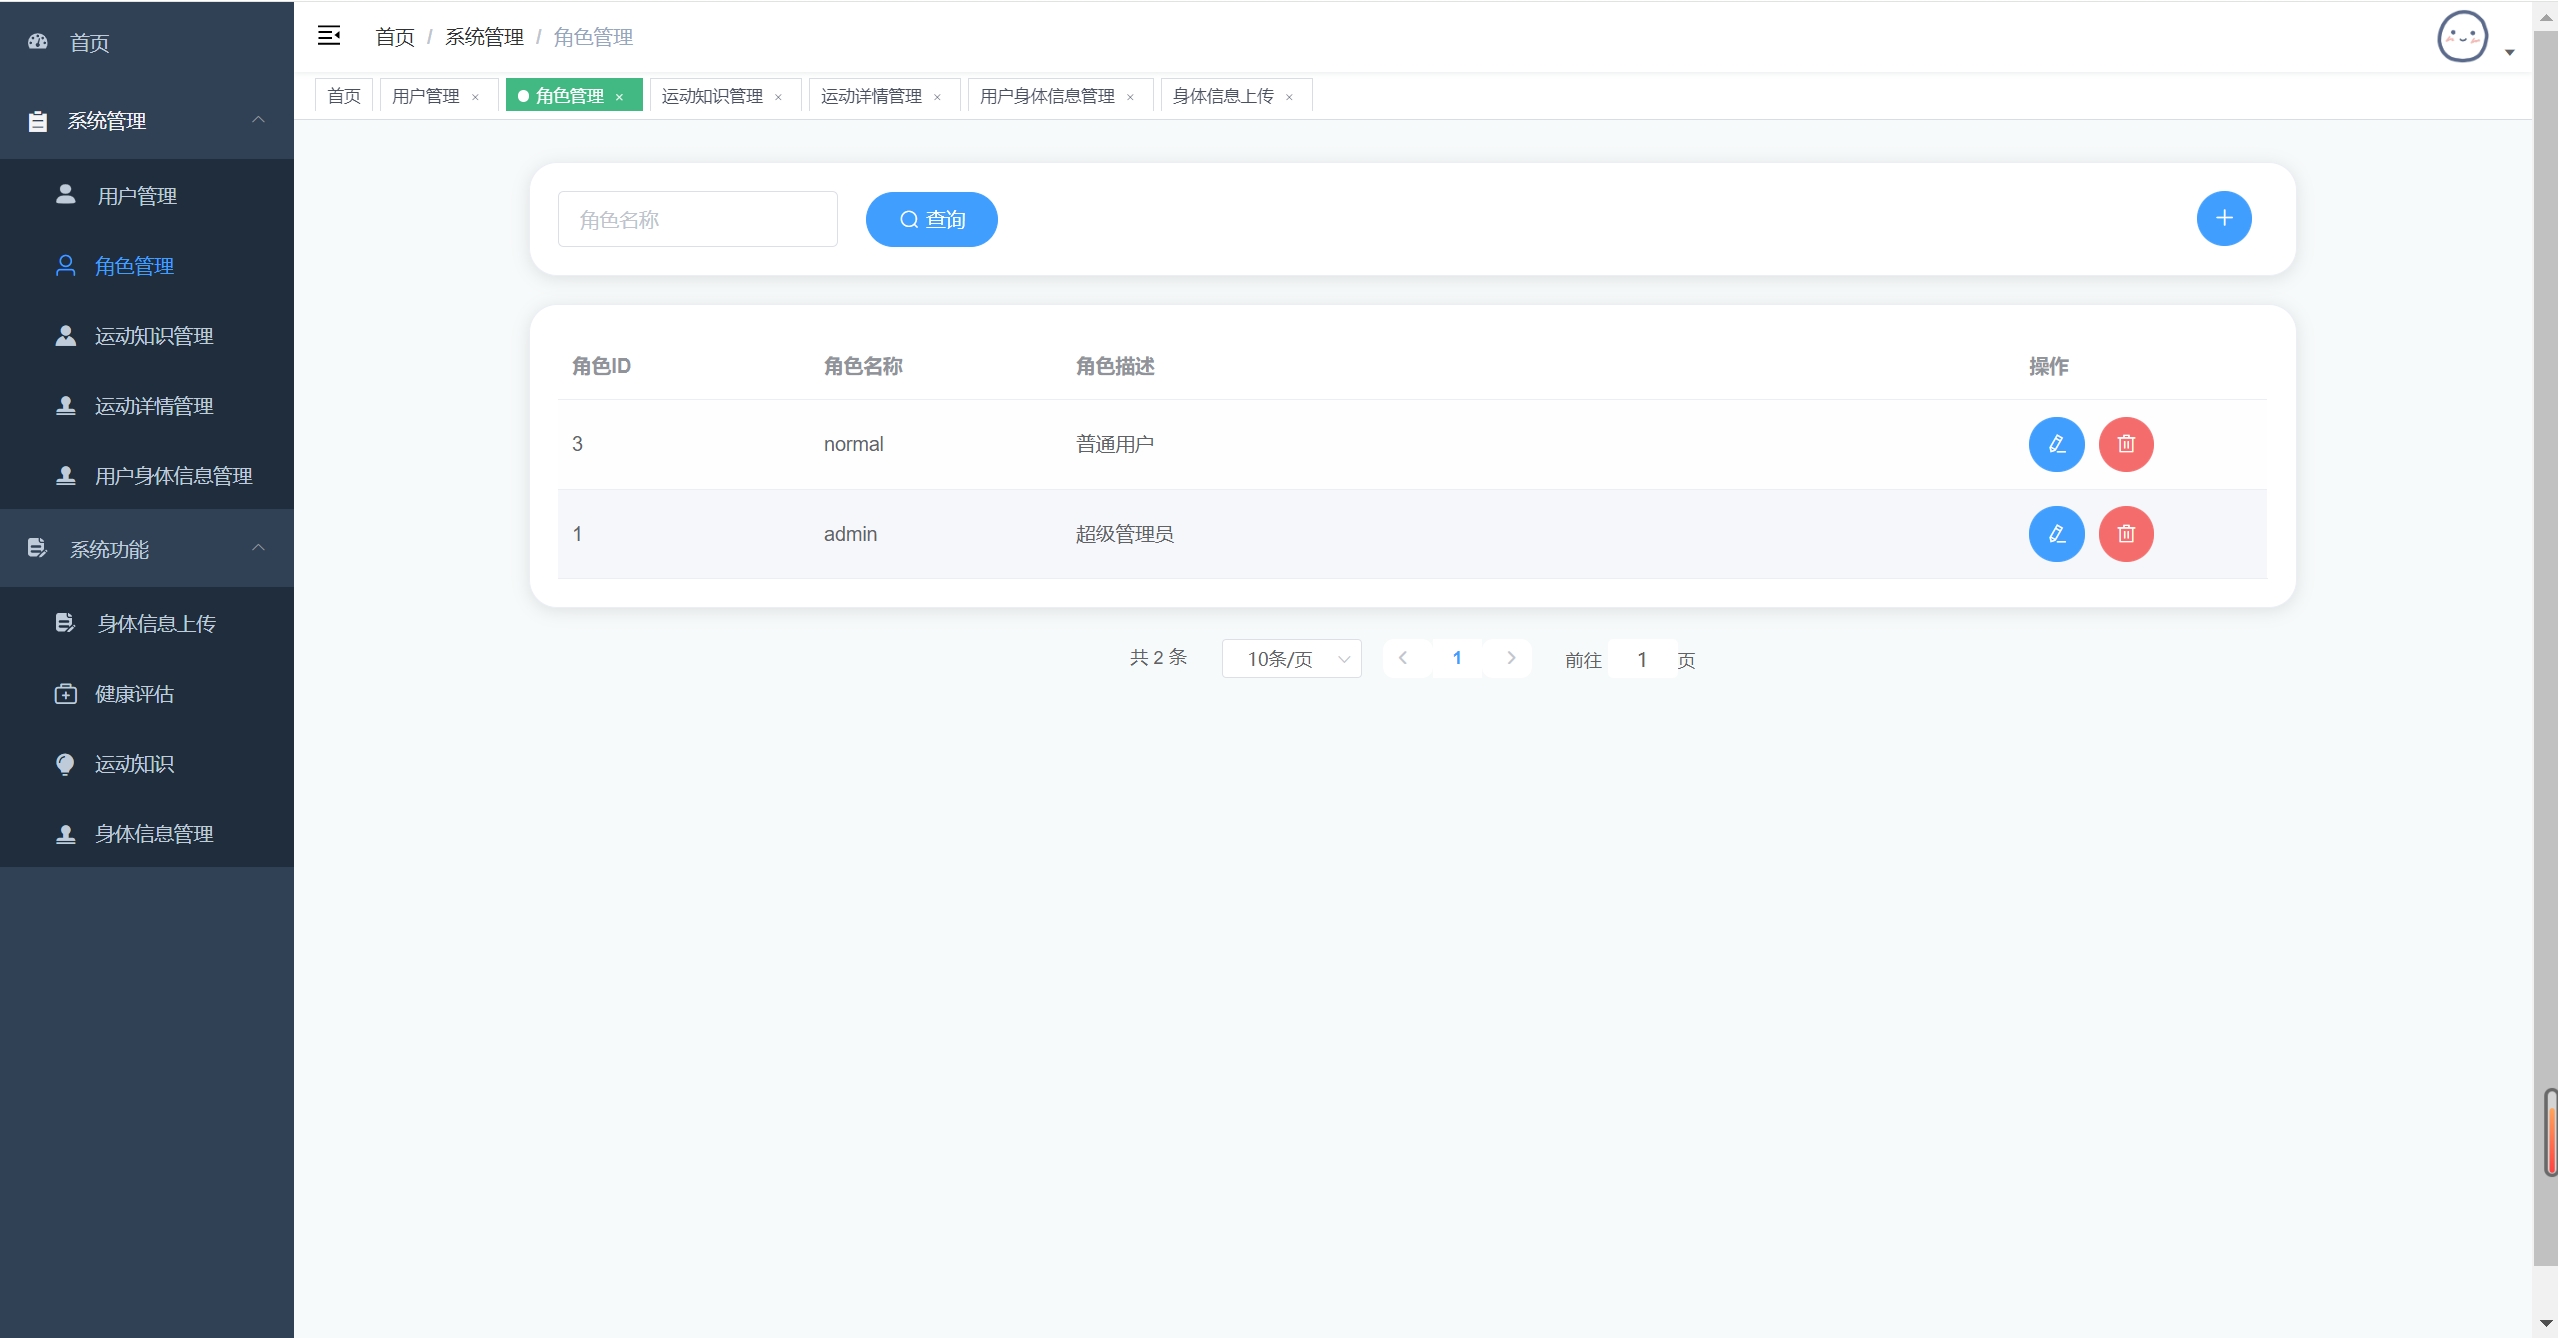 首页
系统管理
用户管理
角色管理
运动知识管理
运动详情管理
用户身体信息管理
系统功能
身体信息上传
健康评估
运动知识
身体信息管理
首页 / 系统管理 / 角色管理
首页 用户管理 × 角色管理 × 运动知识管理 × 运动详情管理 × 用户身体信息管理 × 身体信息上传 ×
角色名称 查询
角色ID 角色名称 角色描述 操作
3 normal 普通用户
1 admin 超级管理员
共 2 条 10条/页 1 前往 1 页